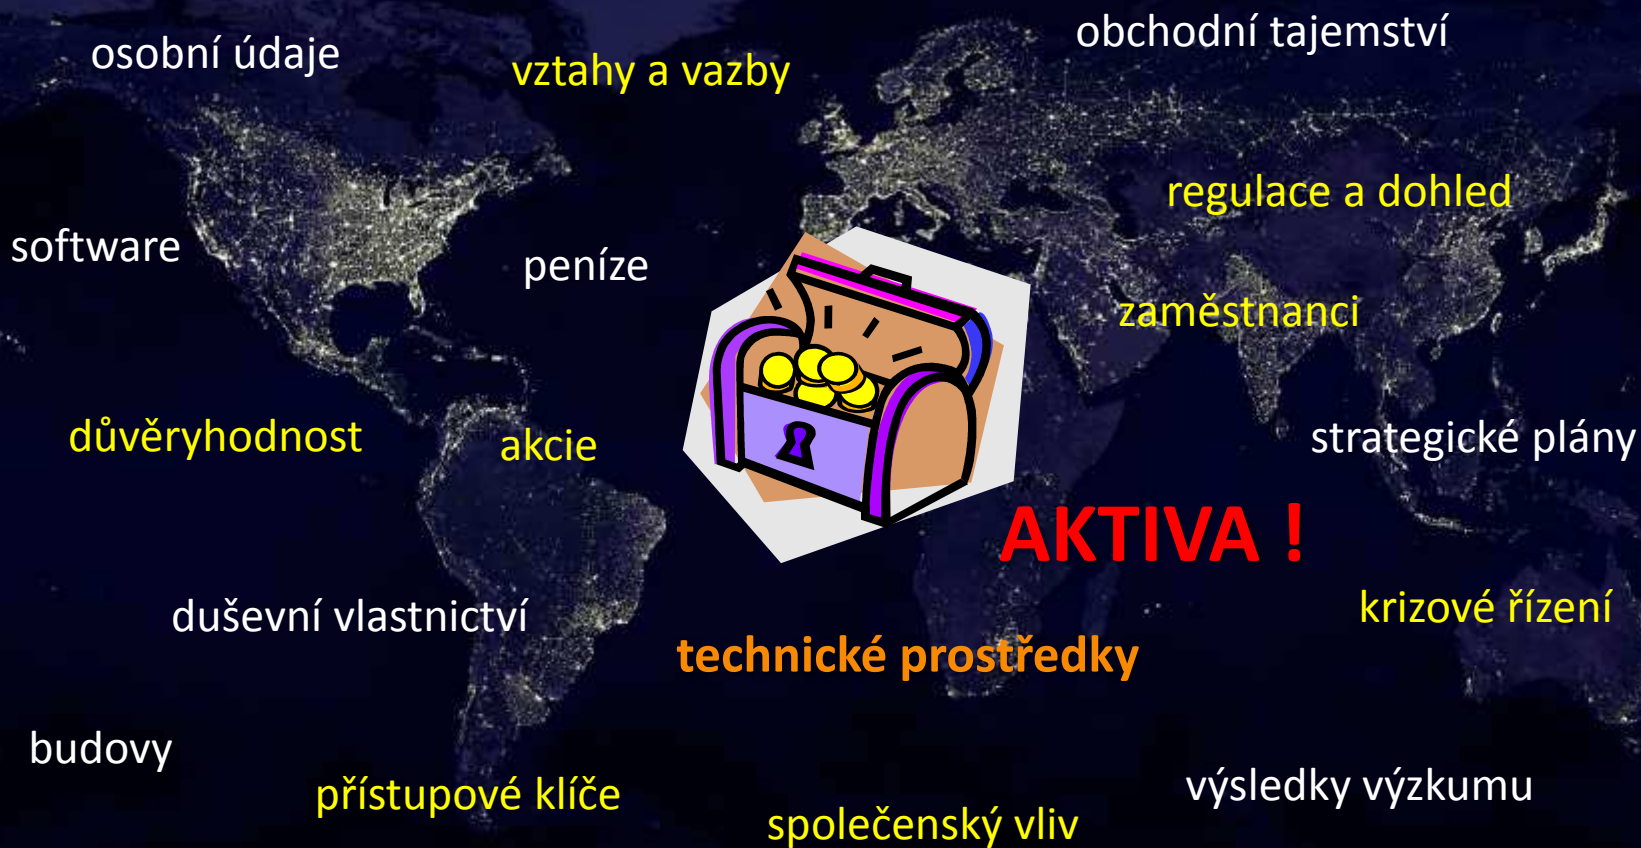 obchodní tajemství
osobní údaje
vztahy a vazby
regulace a dohled
software
peníze
zaměstnanci
důvěryhodnost
akcie
strategické plány
AKTIVA !
krizové řízení
duševní vlastnictví
technické prostředky
budovy
výsledky výzkumu
přístupové klíče
společenský vliv